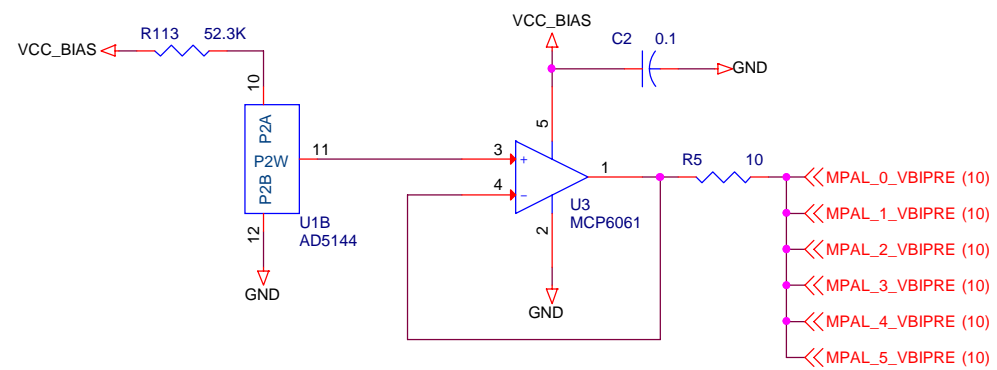 VCC_BIAS
R113 52.3K
10
P2A
P2W
P2B
11
12
U1B
AD5144
GND
VCC_BIAS
C2 0.1
GND
5
3
+
4
-
1
U3
MCP6061
2
GND
R5 10
MPAL_0_VBIPRE (10)
MPAL_1_VBIPRE (10)
MPAL_2_VBIPRE (10)
MPAL_3_VBIPRE (10)
MPAL_4_VBIPRE (10)
MPAL_5_VBIPRE (10)